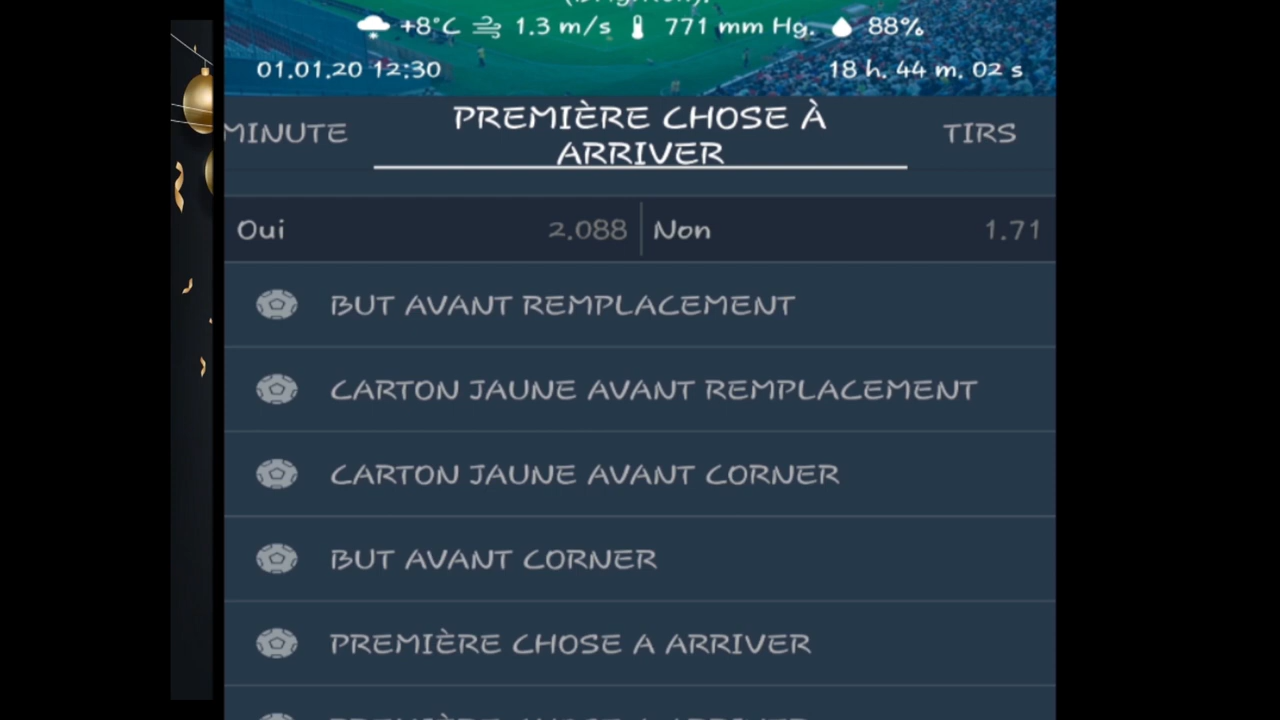 +8°C 1.3 m/s 771 mm Hg. 88%
01.01.20 12:30 18 h. 44 m. 02 s
MINUTE PREMIÈRE CHOSE À ARRIVER TIRS
Oui 2.088 Non 1.71
BUT AVANT REMPLACEMENT
CARTON JAUNE AVANT REMPLACEMENT
CARTON JAUNE AVANT CORNER
BUT AVANT CORNER
PREMIÈRE CHOSE A ARRIVER